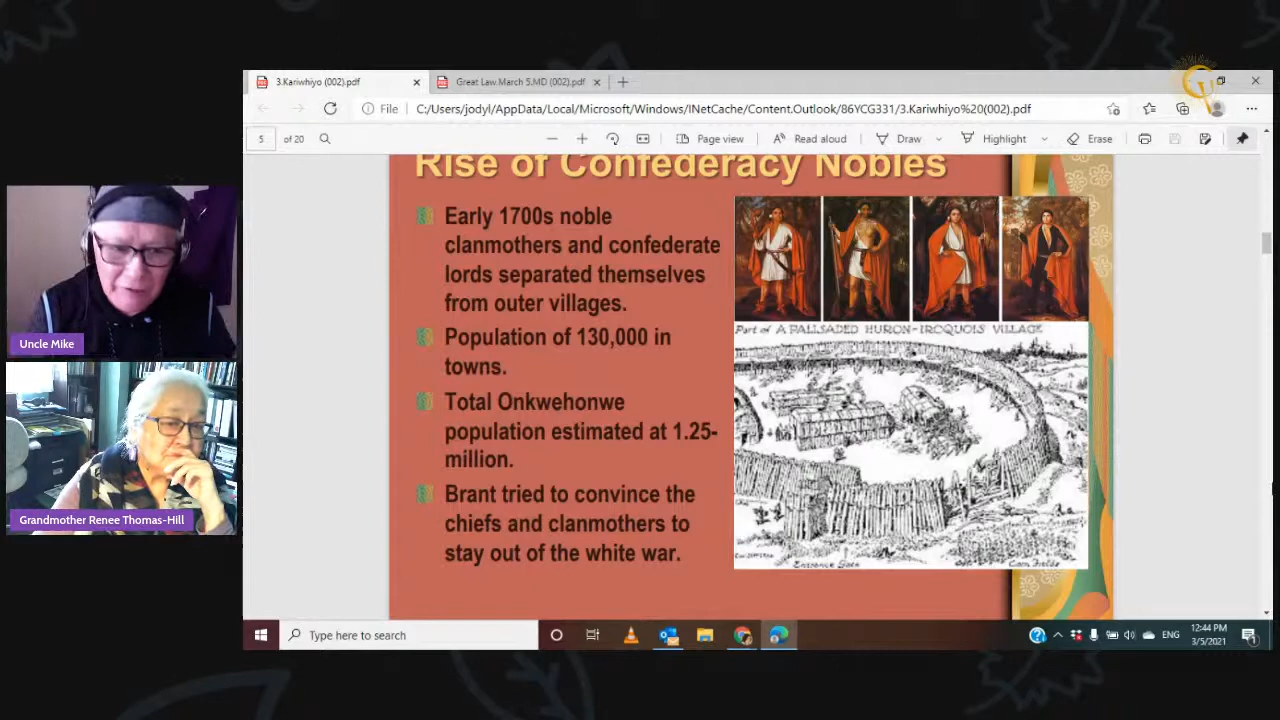 3.Kariwhiyo (002).pdf
Great Law.March 5.MD (002).pdf
File
C:/Users/jodyl/AppData/Local/Microsoft/Windows/INetCache/Content.Outlook/86YCG331/3.Kariwhiyo%20(002).pdf
5 of 20
Page view
Read aloud
Draw
Highlight
Erase
Rise of Confederacy Nobles
Early 1700s noble
clanmothers and confederate
lords separated themselves
from outer villages.
Population of 130,000 in
towns.
Total Onkwehonwe
population estimated at 1.25-
million.
Brant tried to convince the
chiefs and clanmothers to
stay out of the white war.
Part of A PALLSADED HURON-IRCQUOIS VILLAGE
Entrance Gate
Corn Fields
Uncle Mike
Grandmother Renee Thomas-Hill
Type here to search
ENG
12:44 PM
3/5/2021